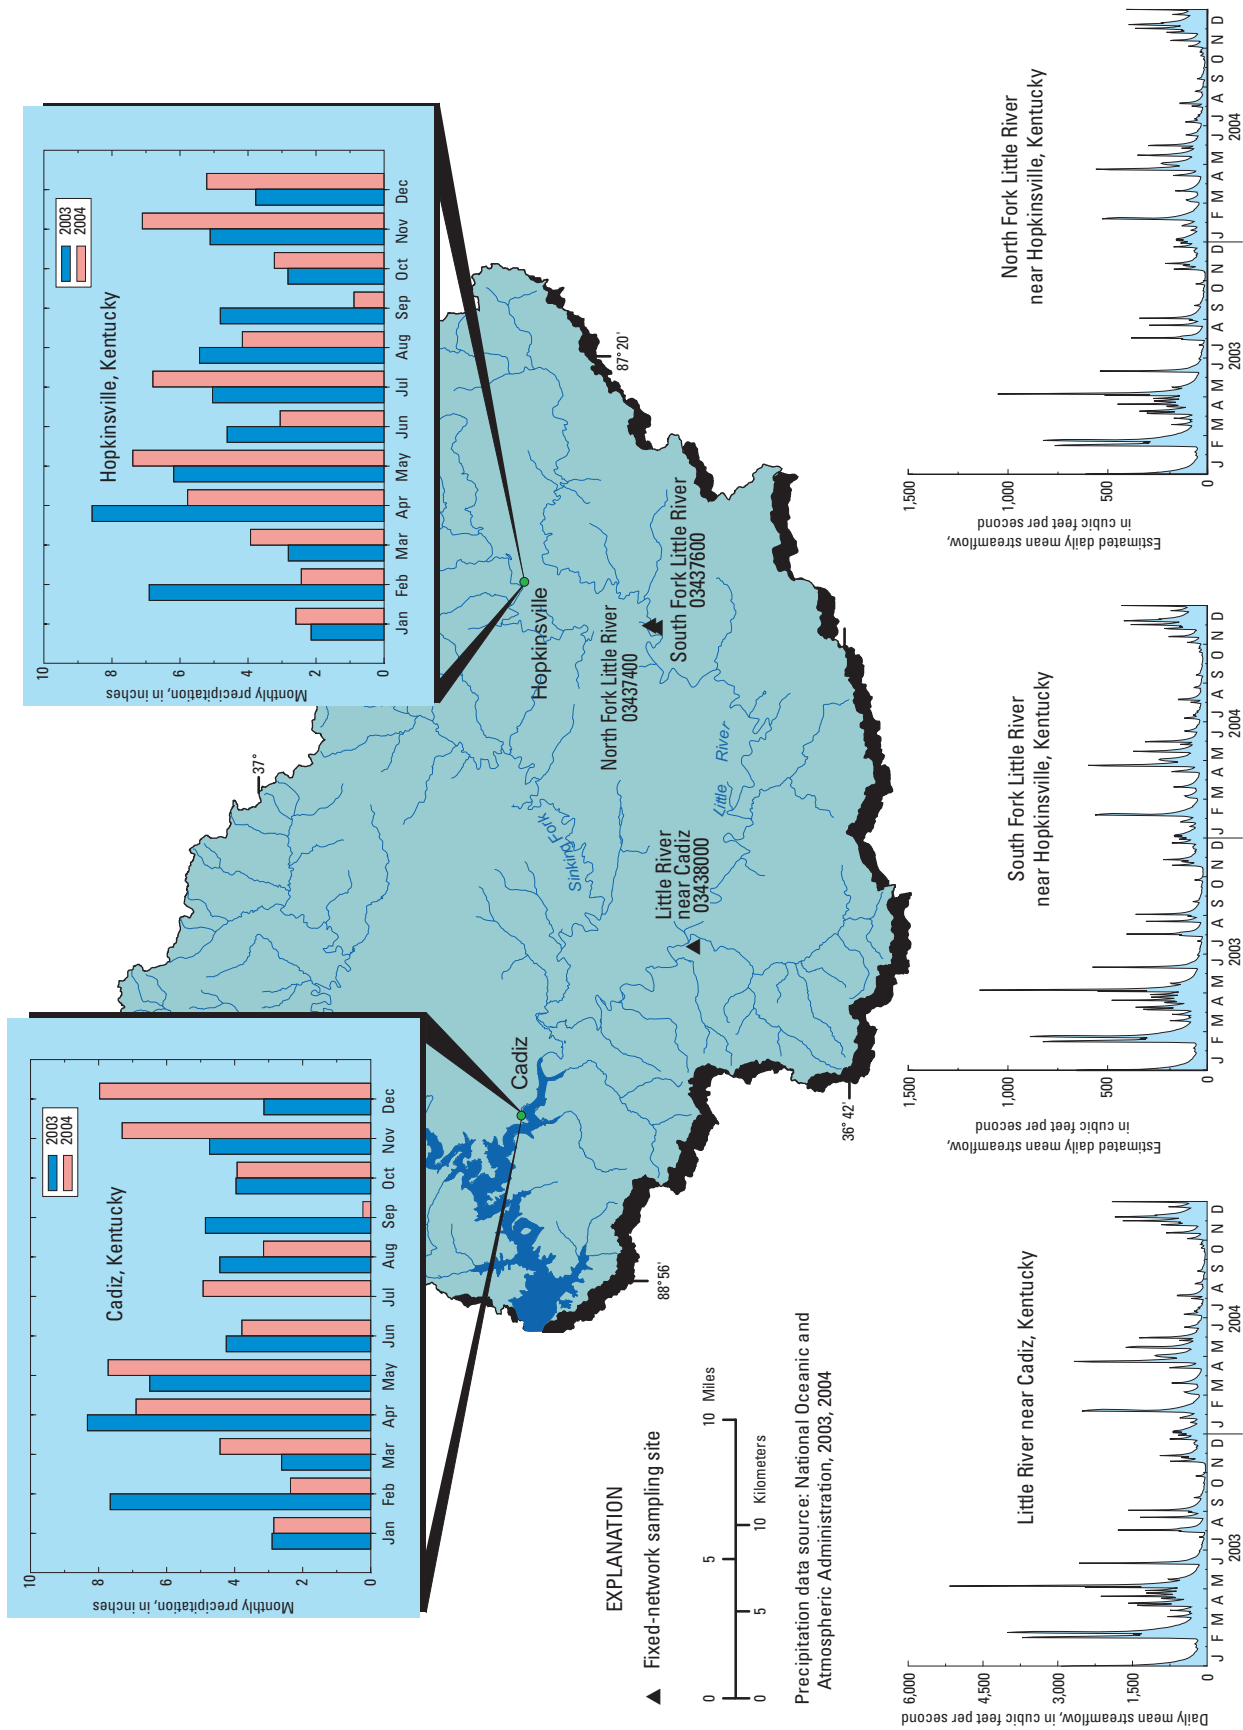 Cadiz, Kentucky
2003
2004
Monthly precipitation, in inches
10
8
6
4
2
0
Jan Feb Mar Apr May Jun Jul Aug Sep Oct Nov Dec
Hopkinsville, Kentucky
2003
2004
Monthly precipitation, in inches
10
8
6
4
2
0
Jan Feb Mar Apr May Jun Jul Aug Sep Oct Nov Dec
37°
Cadiz
Hopkinsville
Sinking Fork
North Fork Little River
03437400
South Fork Little River
03437600
Little River
near Cadiz
03438000
Little River
87° 20'
88° 56'
36° 42'
EXPLANATION
Fixed-network sampling site
0 5 10 Miles
0 5 10 Kilometers
Precipitation data source: National Oceanic and
Atmospheric Administration, 2003, 2004
Little River near Cadiz, Kentucky
Daily mean streamflow, in cubic feet per second
6,000
4,500
3,000
1,500
0
J F M A M J J A S O N D J F M A M J J A S O N D
2003 2004
South Fork Little River
near Hopkinsville, Kentucky
Estimated daily mean streamflow,
in cubic feet per second
1,500
1,000
500
0
J F M A M J J A S O N D J F M A M J J A S O N D
2003 2004
North Fork Little River
near Hopkinsville, Kentucky
Estimated daily mean streamflow,
in cubic feet per second
1,500
1,000
500
0
J F M A M J J A S O N D J F M A M J J A S O N D
2003 2004